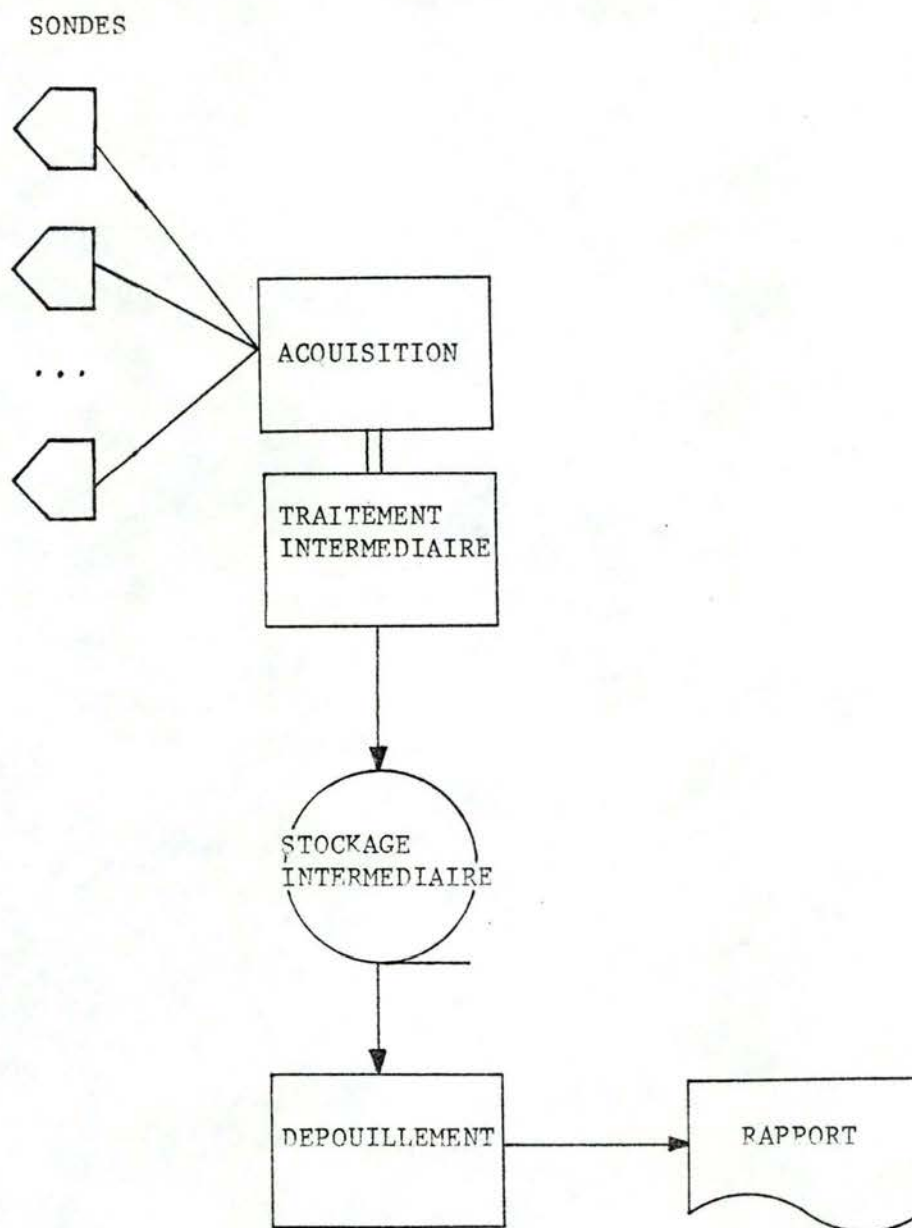 SONDES
...
ACQUISITION
TRAITEMENT
INTERMEDIAIRE
STOCKAGE
INTERMEDIAIRE
DEPOUILLEMENT
RAPPORT